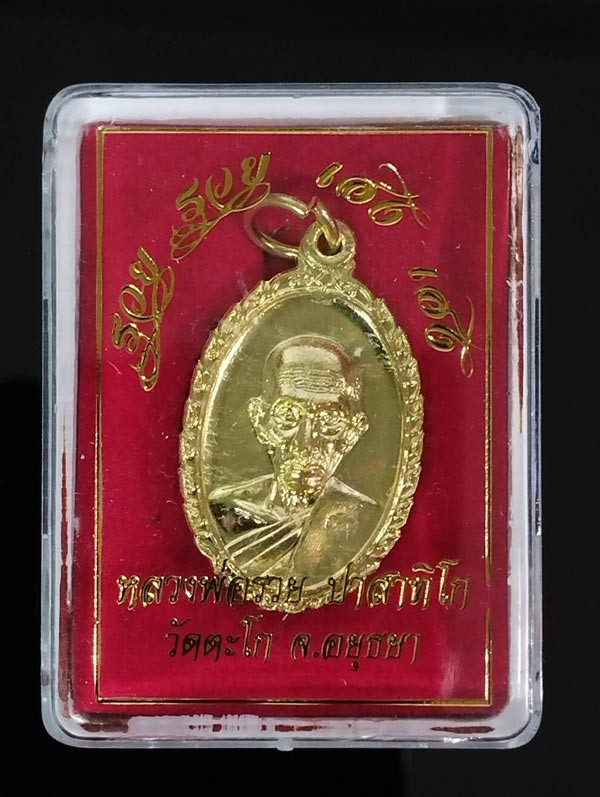 รวย รวย เฮง เฮง
หลวงพ่อรวย ปาสาทิโก
วัดตะโก จ.อยุธยา